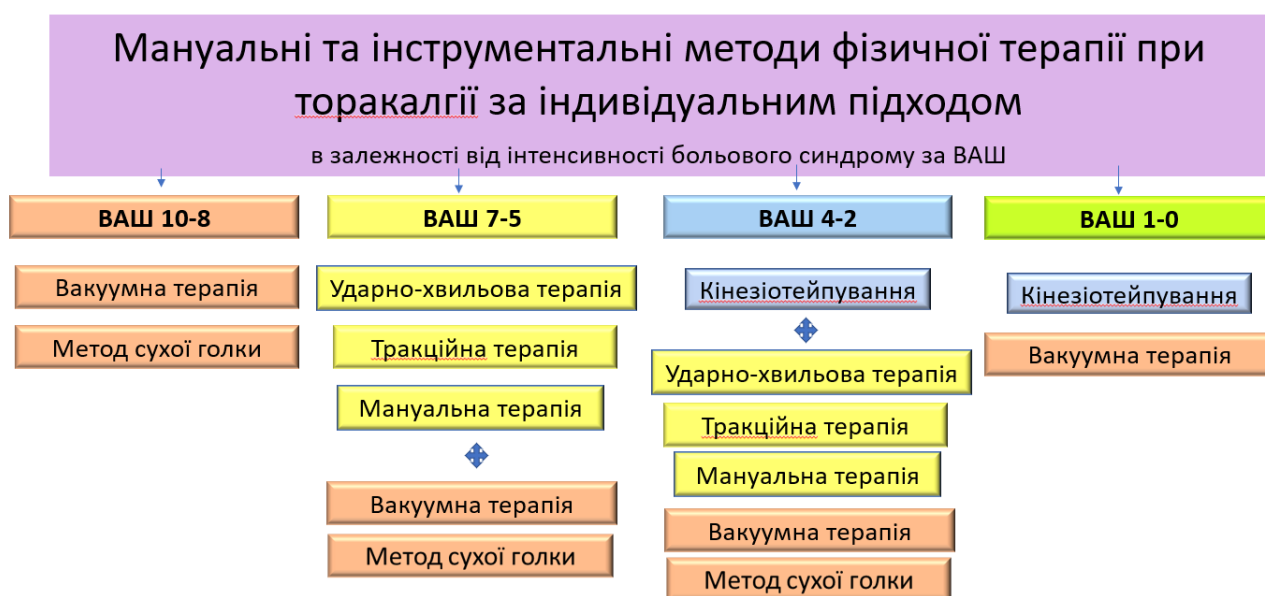 Мануальні та інструментальні методи фізичної терапії при
торакалгії за індивідуальним підходом
в залежності від інтенсивності больового синдрому за ВАШ
ВАШ 10-8
Вакуумна терапія
Метод сухої голки
ВАШ 7-5
Ударно-хвильова терапія
Тракційна терапія
Мануальна терапія
Вакуумна терапія
Метод сухої голки
ВАШ 4-2
Кінезіотейпування
Ударно-хвильова терапія
Тракційна терапія
Мануальна терапія
Вакуумна терапія
Метод сухої голки
ВАШ 1-0
Кінезіотейпування
Вакуумна терапія